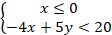 x ≤ 0
−4x + 5y < 20